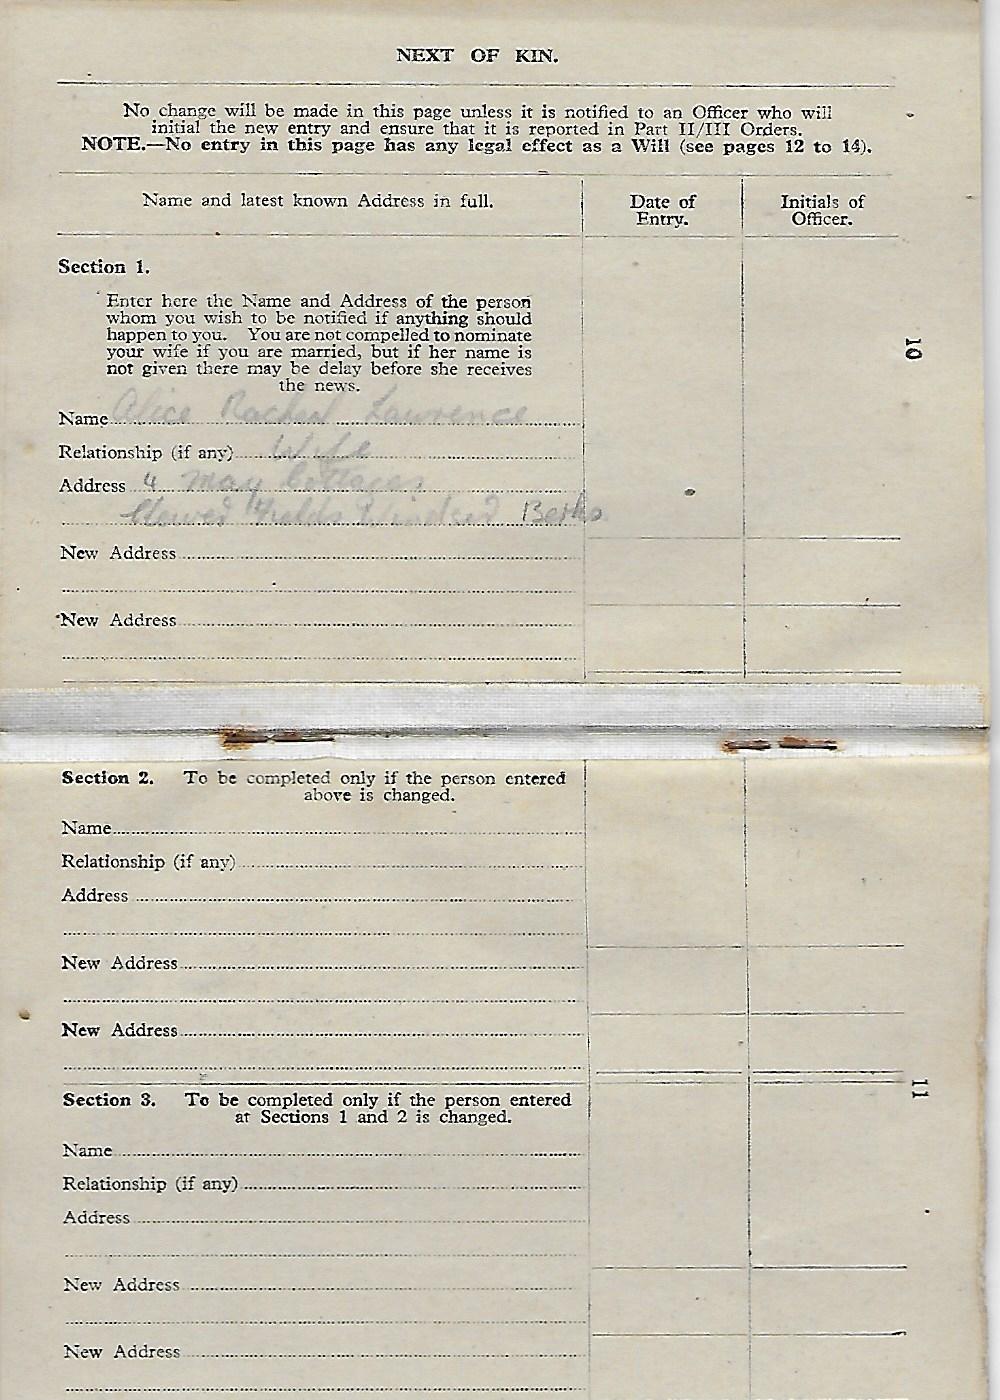 NEXT OF KIN.
No change will be made in this page unless it is notified to an Officer who will
initial the new entry and ensure that it is reported in Part II/III Orders.
NOTE.—No entry in this page has any legal effect as a Will (see pages 12 to 14).
Name and latest known Address in full.
Date of
Entry.
Initials of
Officer.
Section 1.
Enter here the Name and Address of the person
whom you wish to be notified if anything should
happen to you. You are not compelled to nominate
your wife if you are married, but if her name is
not given there may be delay before she receives
the news.
10
Name Alice Rachel Lawrence
Relationship (if any) Wife
Address 4 May Cottages
Fields Windsor Berks
New Address
New Address
Section 2. To be completed only if the person entered
above is changed.
Name
Relationship (if any)
Address
New Address
New Address
11
Section 3. To be completed only if the person entered
at Sections 1 and 2 is changed.
Name
Relationship (if any)
Address
New Address
New Address